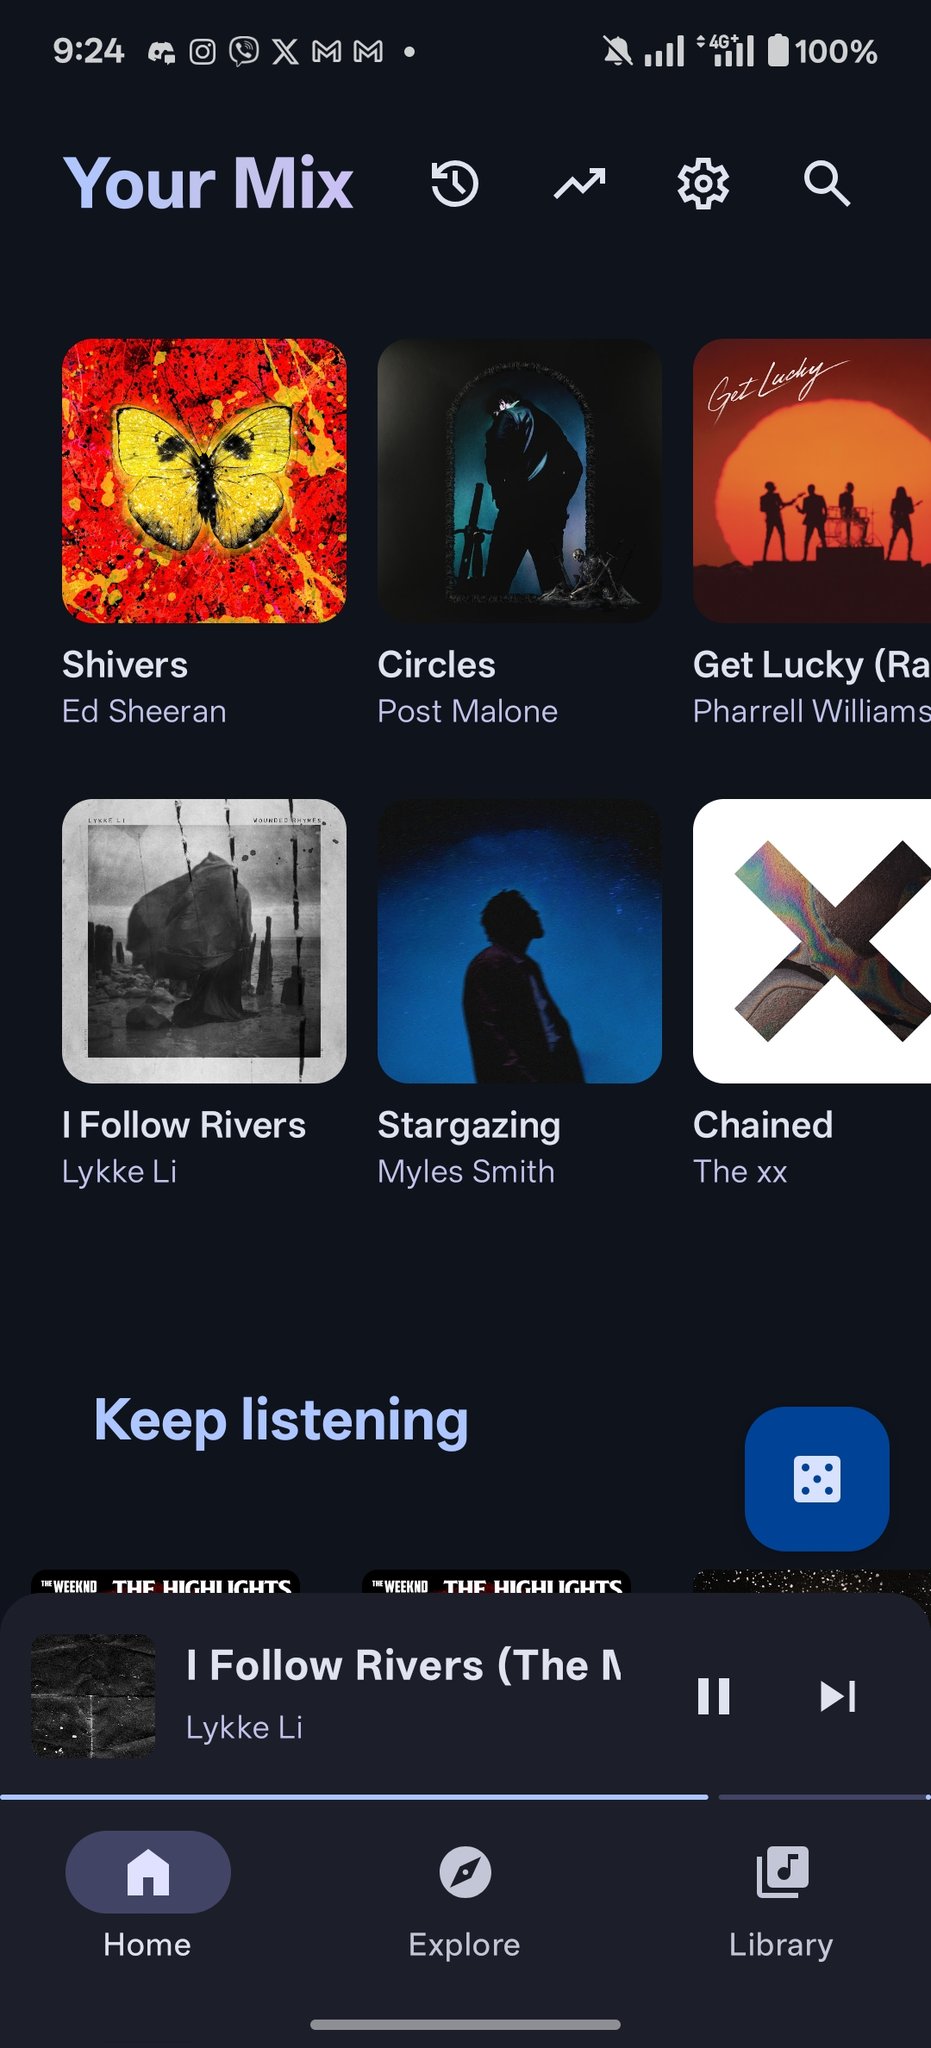 9:24
4G+
100%
Your Mix
Get Lucky
Shivers
Circles
Get Lucky (Ra
Ed Sheeran
Post Malone
Pharrell Williams
LYKKE LI
WOUNDED RHYMES
I Follow Rivers
Stargazing
Chained
Lykke Li
Myles Smith
The xx
Keep listening
THE WEEKND THE HIGHLIGHTS
THE WEEKND THE HIGHLIGHTS
I Follow Rivers (The M
Lykke Li
Home
Explore
Library